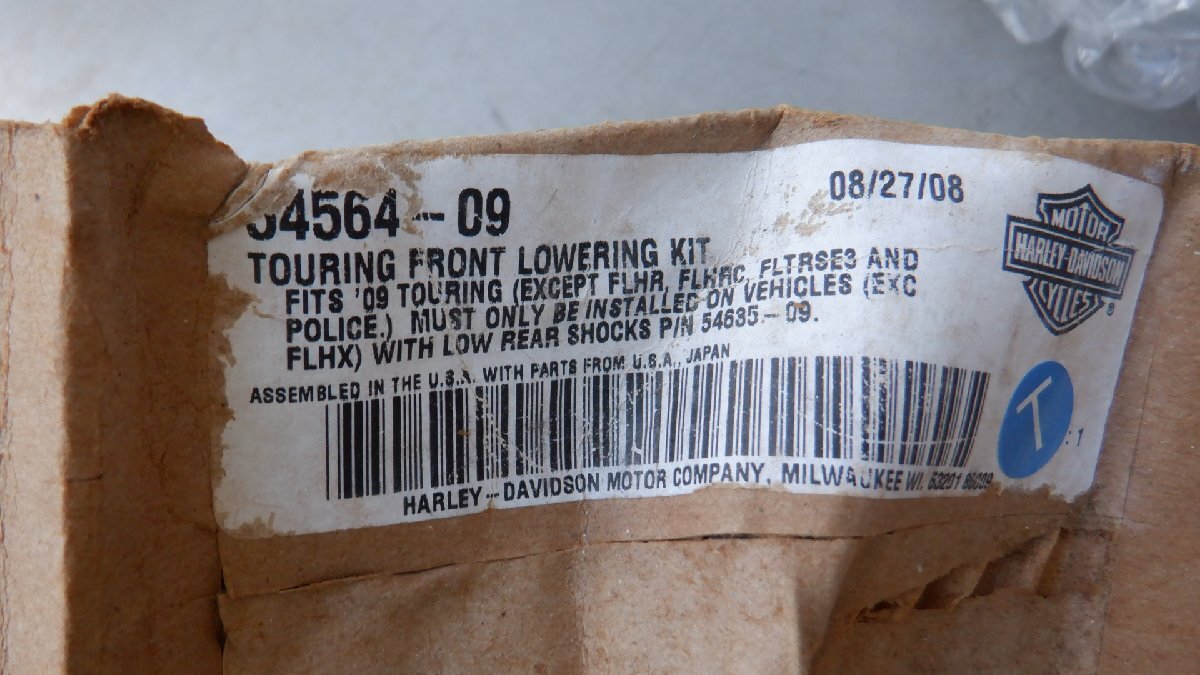 54564-09
08/27/08
TOURING FRONT LOWERING KIT
FITS '09 TOURING (EXCEPT FLHR, FLHRC, FLTRSE3 AND
POLICE.) MUST ONLY BE INSTALLED ON VEHICLES (EXC
FLHX) WITH LOW REAR SHOCKS P/N 54635-09.
ASSEMBLED IN THE U.S.A. WITH PARTS FROM U.S.A., JAPAN
HARLEY-DAVIDSON MOTOR COMPANY, MILWAUKEE WI. 53201
MOTOR
HARLEY-DAVIDSON
CYCLES
®
T
: 1